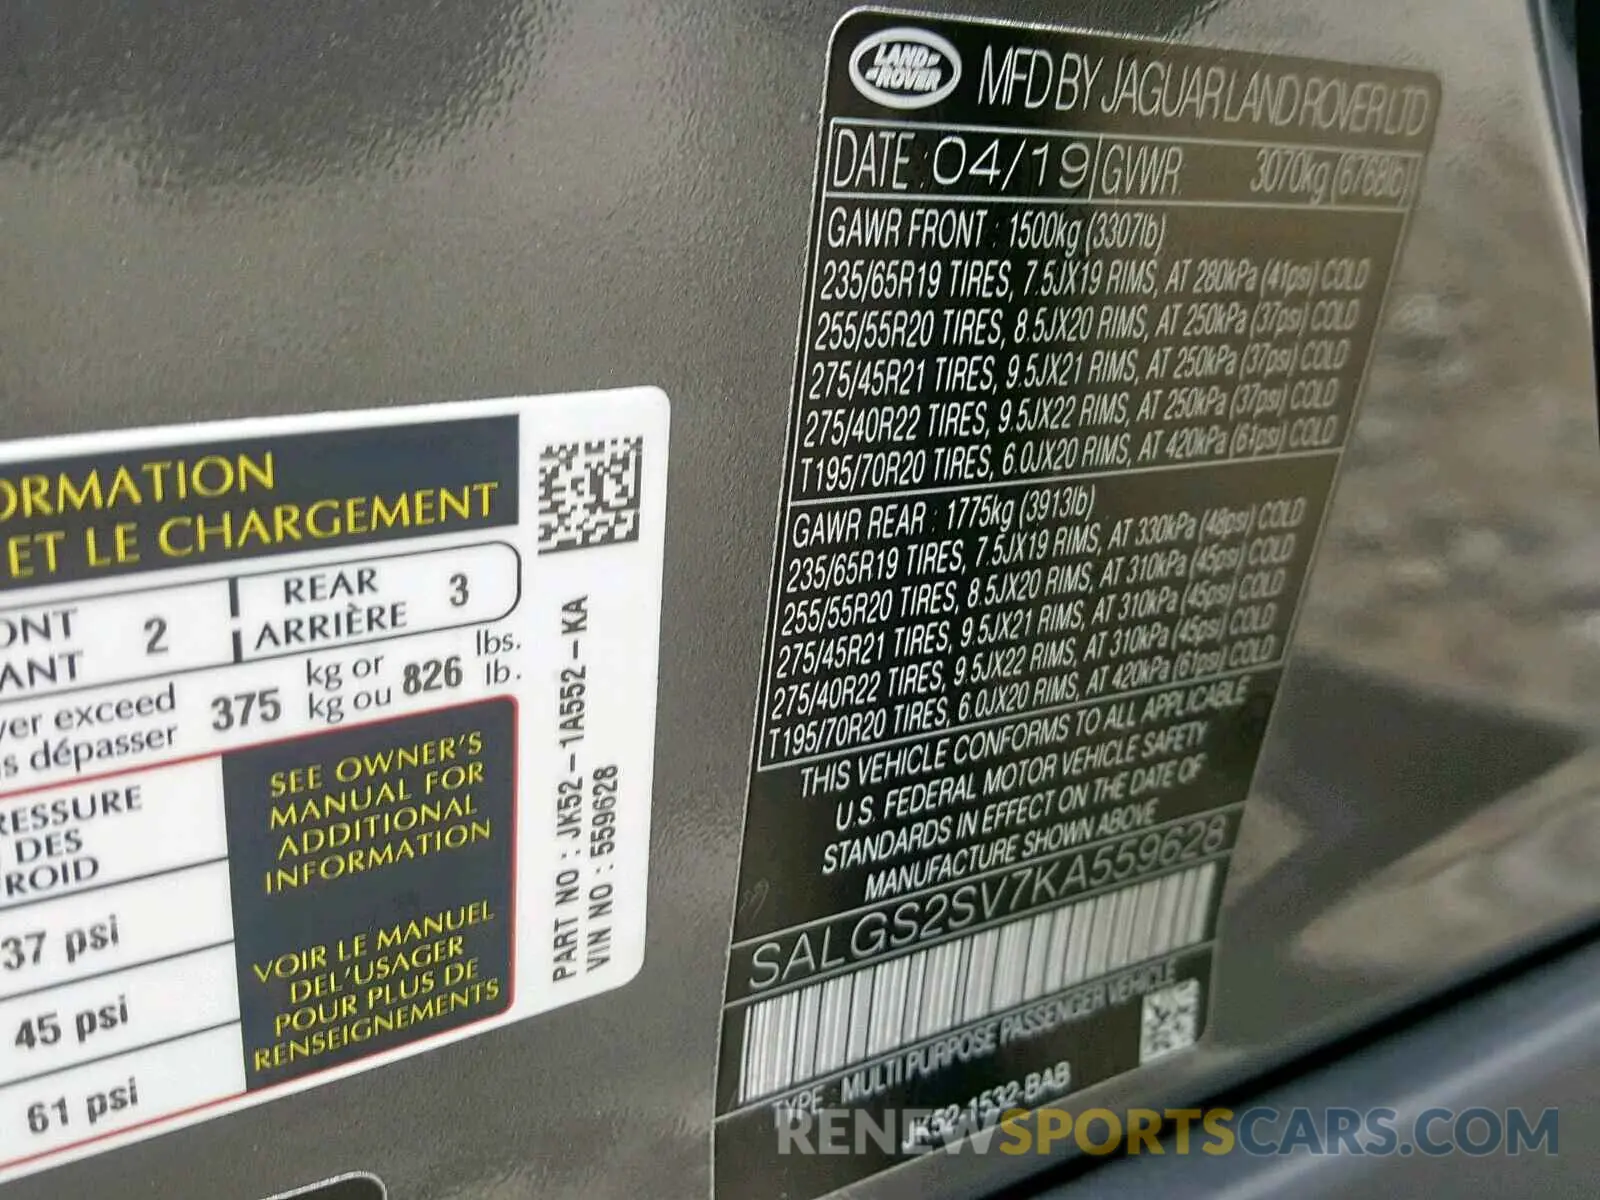 ORMATION
ET LE CHARGEMENT
ONT
ANT
2
REAR
ARRIÈRE
3
ver exceed
s dépasser
375
kg or
kg ou
826
lbs.
lb.
RESSURE
DES
ROID
37 psi
45 psi
61 psi
SEE OWNER'S
MANUAL FOR
ADDITIONAL
INFORMATION
VOIR LE MANUEL
DEL'USAGER
POUR PLUS DE
RENSEIGNEMENTS
PART NO : JK52-1A552-KA
VIN NO : 559628
LAND-
-ROVER
MFD BY JAGUAR LAND ROVER LTD
DATE : 04/19 GVWR 3070kg (6768lb)
GAWR FRONT : 1500kg (3307lb)
235/65R19 TIRES, 7.5JX19 RIMS, AT 280kPa (41psi) COLD
255/55R20 TIRES, 8.5JX20 RIMS, AT 250kPa (37psi) COLD
275/45R21 TIRES, 9.5JX21 RIMS, AT 250kPa (37psi) COLD
275/40R22 TIRES, 9.5JX22 RIMS, AT 250kPa (37psi) COLD
T195/70R20 TIRES, 6.0JX20 RIMS, AT 420kPa (61psi) COLD
GAWR REAR : 1775kg (3913lb)
235/65R19 TIRES, 7.5JX19 RIMS, AT 330kPa (48psi) COLD
255/55R20 TIRES, 8.5JX20 RIMS, AT 310kPa (45psi) COLD
275/45R21 TIRES, 9.5JX21 RIMS, AT 310kPa (45psi) COLD
275/40R22 TIRES, 9.5JX22 RIMS, AT 310kPa (45psi) COLD
T195/70R20 TIRES, 6.0JX20 RIMS, AT 420kPa (61psi) COLD
THIS VEHICLE CONFORMS TO ALL APPLICABLE
U.S. FEDERAL MOTOR VEHICLE SAFETY
STANDARDS IN EFFECT ON THE DATE OF
MANUFACTURE SHOWN ABOVE
SALGS2SV7KA559628
TYPE : MULTI PURPOSE PASSENGER VEHICLE
JK52-1532-BAB
RENEWSPORTSCARS.COM